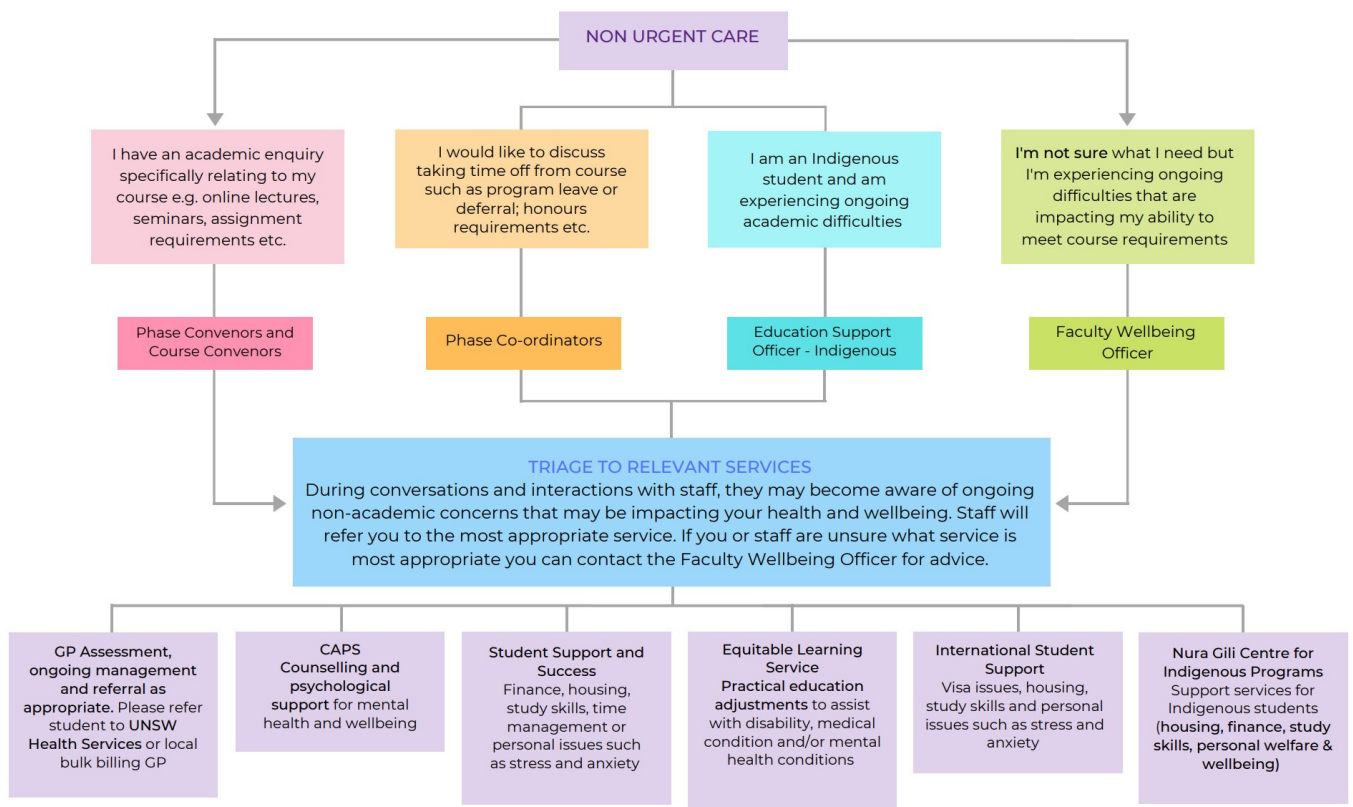 NON URGENT CARE
I have an academic enquiry
specifically relating to my
course e.g. online lectures,
seminars, assignment
requirements etc.
I would like to discuss
taking time off from course
such as program leave or
deferral; honours
requirements etc.
I am an Indigenous
student and am
experiencing ongoing
academic difficulties
I'm not sure what I need but
I'm experiencing ongoing
difficulties that are
impacting my ability to
meet course requirements
Phase Convenors and
Course Convenors
Phase Co-ordinators
Education Support
Officer - Indigenous
Faculty Wellbeing
Officer
TRIAGE TO RELEVANT SERVICES
During conversations and interactions with staff, they may become aware of ongoing
non-academic concerns that may be impacting your health and wellbeing. Staff will
refer you to the most appropriate service. If you or staff are unsure what service is
most appropriate you can contact the Faculty Wellbeing Officer for advice.
GP Assessment,
ongoing management
and referral as
appropriate. Please refer
student to UNSW
Health Services or local
bulk billing GP
CAPS
Counselling and
psychological
support for mental
health and wellbeing
Student Support and
Success
Finance, housing,
study skills, time
management or
personal issues such
as stress and anxiety
Equitable Learning
Service
Practical education
adjustments to assist
with disability, medical
condition and/or mental
health conditions
International Student
Support
Visa issues, housing,
study skills and personal
issues such as stress and
anxiety
Nura Gili Centre for
Indigenous Programs
Support services for
Indigenous students
(housing, finance, study
skills, personal welfare &
wellbeing)